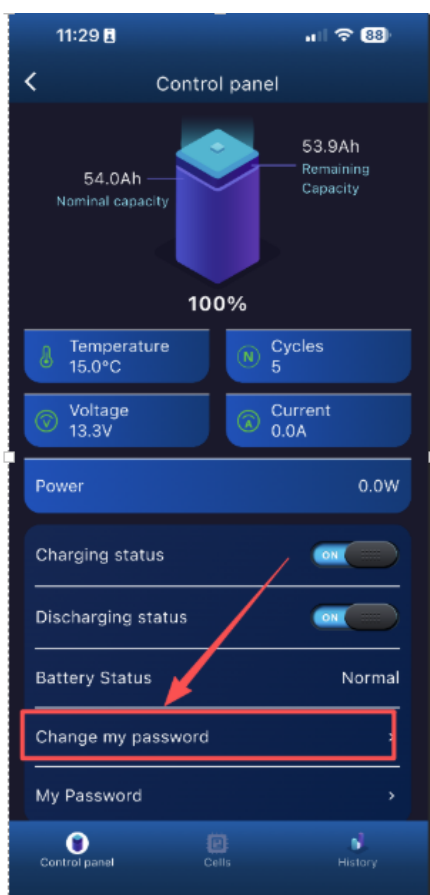 11:29
88
Control panel
53.9Ah
Remaining
Capacity
54.0Ah
Nominal capacity
100%
Temperature
15.0°C
N
Cycles
5
V
Voltage
13.3V
A
Current
0.0A
Power
0.0W
Charging status
ON
Discharging status
ON
Battery Status
Normal
Change my password
My Password
P
Control panel
Cells
History